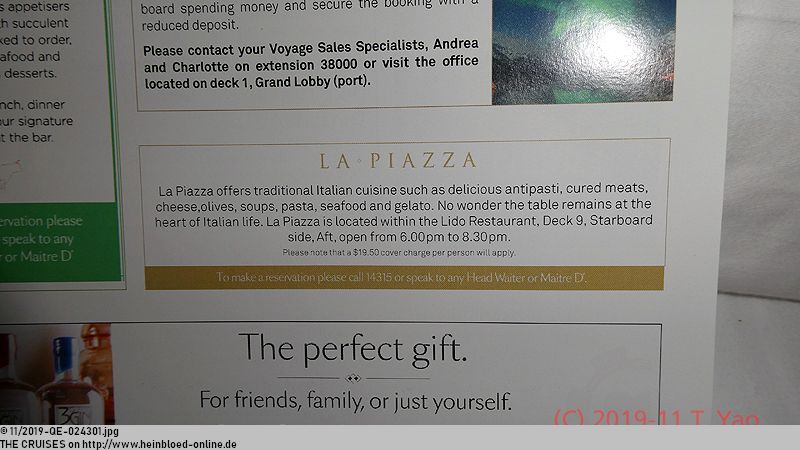 s appetisers
h succulent
ked to order,
afood and
desserts.
nch, dinner
ur signature
t the bar.
ervation please
speak to any
r or Maitre D'
board spending money and secure the booking with a
reduced deposit.
Please contact your Voyage Sales Specialists, Andrea
and Charlotte on extension 38000 or visit the office
located on deck 1, Grand Lobby (port).
LA PIAZZA
La Piazza offers traditional Italian cuisine such as delicious antipasti, cured meats,
cheese,olives, soups, pasta, seafood and gelato. No wonder the table remains at the
heart of Italian life. La Piazza is located within the Lido Restaurant, Deck 9, Starboard
side, Aft, open from 6.00pm to 8.30pm.
Please note that a $19.50 cover charge per person will apply.
To make a reservation please call 14315 or speak to any Head Waiter or Maitre D'.
The perfect gift.
For friends, family, or just yourself.
(C) 2019-11 T. Yao
©11/2019-QE-024301.jpg
THE CRUISES on http://www.heinbloed-online.de